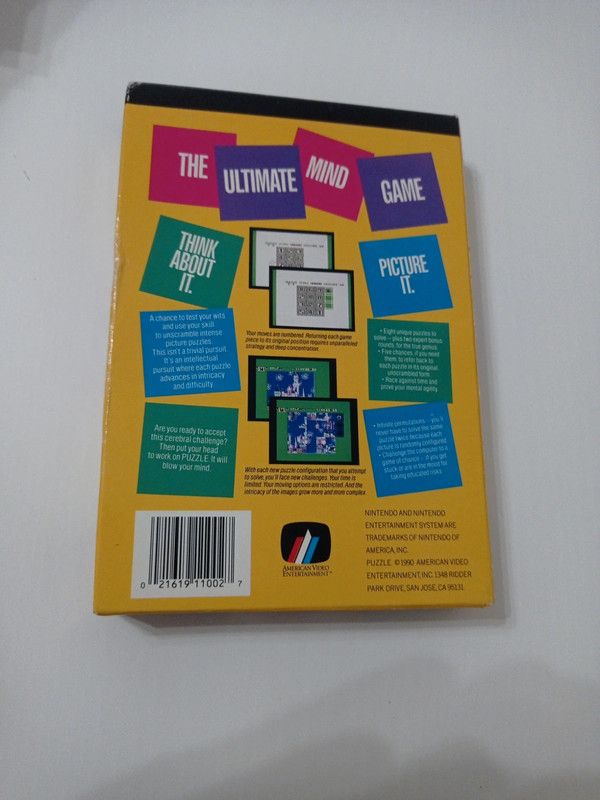 THE
ULTIMATE
MIND
GAME
THINK
ABOUT
IT.
PICTURE
IT.
A chance to test your wits
and use your skill
to unscramble intense
picture puzzles.
This isn't a trivial pursuit.
It's an intellectual
pursuit where each puzzle
advances in intricacy
and difficulty.
Your moves are numbered. Returning each game
piece to its original position requires unparalleled
strategy and deep concentration.
• Eight unique puzzles to
solve – plus two expert bonus
rounds, for the true genius.
• Five chances, if you need
them, to refer back to
each puzzle in its original
unscrambled form
• Race against time and
prove your mental agility
Are you ready to accept
this cerebral challenge?
Then put your head
to work on PUZZLE. It will
blow your mind.
With each new puzzle configuration that you attempt
to solve, you'll face new challenges. Your time is
limited. Your moving options are restricted. And the
intricacy of the images grow more and more complex.
• Infinite permutations – you'll
never have to solve the same
puzzle twice because each
picture is randomly configured
• Challenge the computer to a
game of chance – if you get
stuck or are in the mood for
taking educated risks
0 21619 11002 7
AMERICAN VIDEO
ENTERTAINMENT™
NINTENDO AND NINTENDO
ENTERTAINMENT SYSTEM ARE
TRADEMARKS OF NINTENDO OF
AMERICA, INC.
PUZZLE ©1990 AMERICAN VIDEO
ENTERTAINMENT, INC. 1348 RIDDER
PARK DRIVE, SAN JOSE, CA 95131.